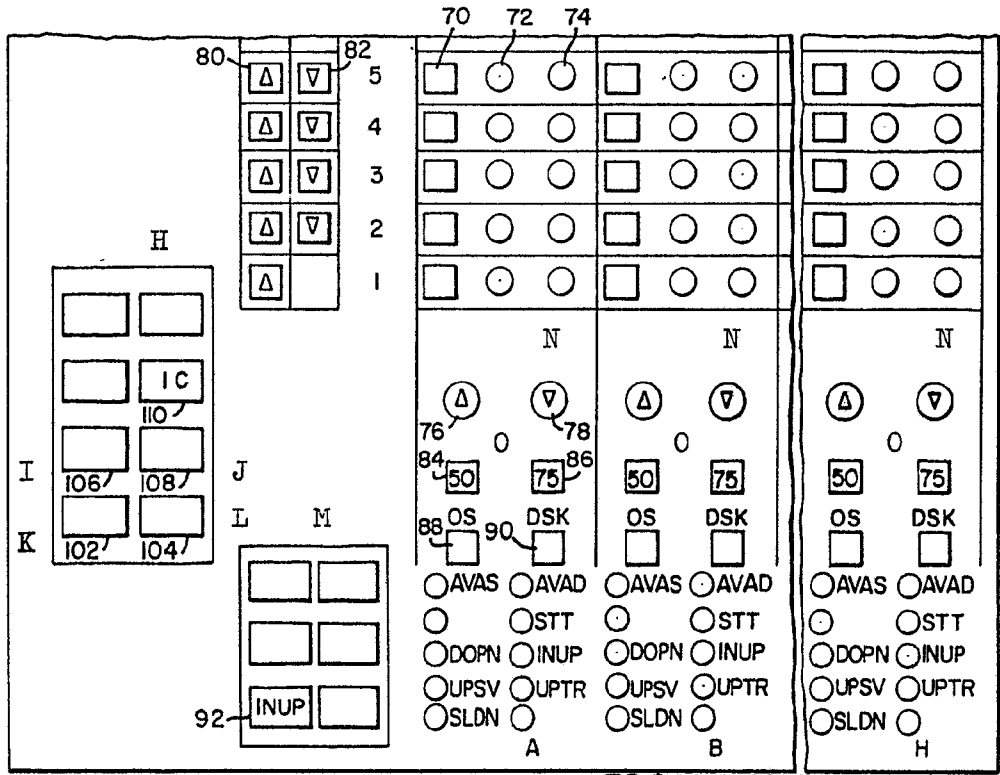 70 72 74
80 Δ ∇ 82 5
Δ ∇ 4
Δ ∇ 3
Δ ∇ 2
H
Δ 1
N N N
IC
110
Δ ∇ Δ ∇ Δ ∇
76 78
O O O
I 106 108 J
84 50 75 86 50 75 50 75
OS DSK OS DSK OS DSK
K 102 104 L M
88 90
AVAS AVAD AVAS AVAD AVAS AVAD
STT STT STT
DOPN INUP DOPN INUP DOPN INUP
UPSV UPTR UPSV UPTR UPSV UPTR
92 INUP
SLDN SLDN SLDN
A B H